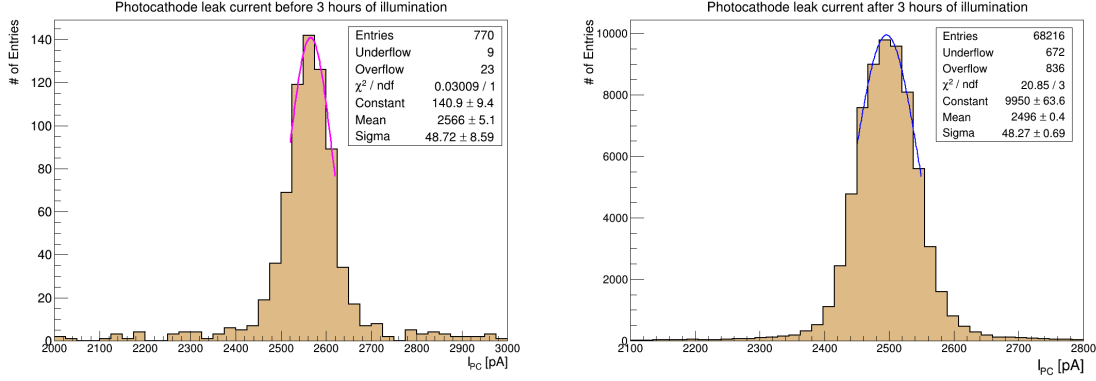 Photocathode leak current before 3 hours of illumination
# of Entries
Entries 770
Underflow 9
Overflow 23
χ² / ndf 0.03009 / 1
Constant 140.9 ± 9.4
Mean 2566 ± 5.1
Sigma 48.72 ± 8.59
140
120
100
80
60
40
20
0
2000 2100 2200 2300 2400 2500 2600 2700 2800 2900 3000
I_PC [pA]
Photocathode leak current after 3 hours of illumination
# of Entries
Entries 68216
Underflow 672
Overflow 836
χ² / ndf 20.85 / 3
Constant 9950 ± 63.6
Mean 2496 ± 0.4
Sigma 48.27 ± 0.69
10000
8000
6000
4000
2000
0
2100 2200 2300 2400 2500 2600 2700 2800
I_PC [pA]